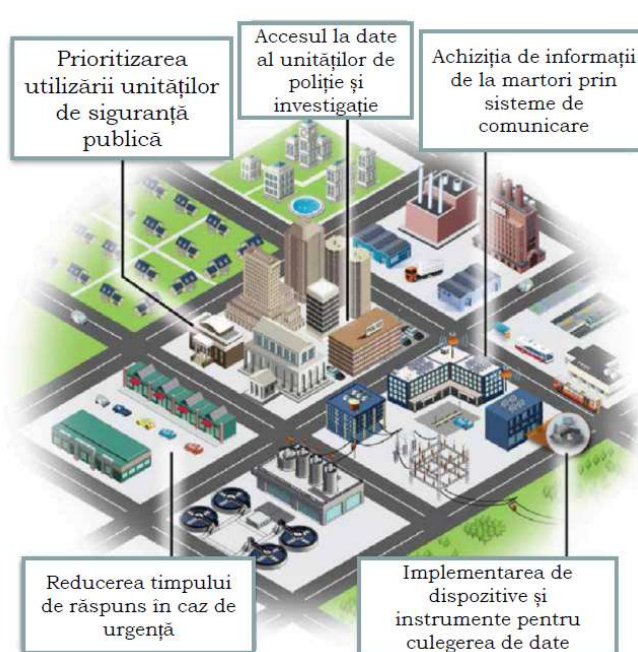 Prioritizarea
utilizării unităților
de siguranță
publică
Accesul la date
al unităților de
poliție și
investigație
Achiziția de informații
de la martori prin
sisteme de
comunicare
Reducerea timpului
de răspuns în caz de
urgență
Implementarea de
dispozitive și
instrumente pentru
culegerea de date